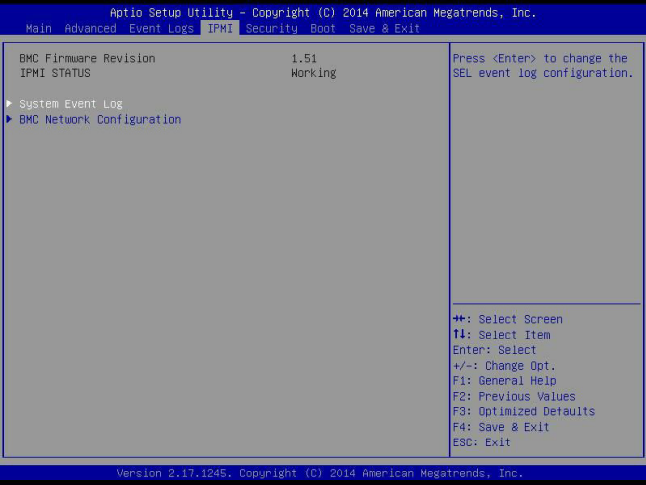 Aptio Setup Utility - Copyright (C) 2014 American Megatrends, Inc.
Main Advanced Event Logs IPMI Security Boot Save & Exit
BMC Firmware Revision 1.51
IPMI STATUS Working
System Event Log
BMC Network Configuration
Press <Enter> to change the
SEL event log configuration.
→←: Select Screen
↑↓: Select Item
Enter: Select
+/-: Change Opt.
F1: General Help
F2: Previous Values
F3: Optimized Defaults
F4: Save & Exit
ESC: Exit
Version 2.17.1245. Copyright (C) 2014 American Megatrends, Inc.